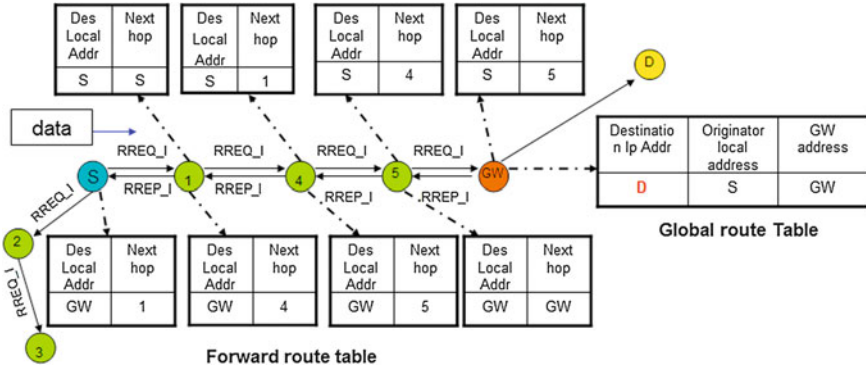 Des Local Addr
Next hop
S
S
Des Local Addr
Next hop
S
1
Des Local Addr
Next hop
S
4
Des Local Addr
Next hop
S
5
D
data
RREQ_I
RREQ_I
RREQ_I
RREQ_I
S
1
4
5
GW
RREP_I
RREP_I
.RREP_I
.RREP_I
RREQ_I
2
RREQ_I
3
Destinatio n Ip Addr
Originator local address
GW address
D
S
GW
Global route Table
Des Local Addr
Next hop
GW
1
Des Local Addr
Next hop
GW
4
Des Local Addr
Next hop
GW
5
Des Local Addr
Next hop
GW
GW
Forward route table